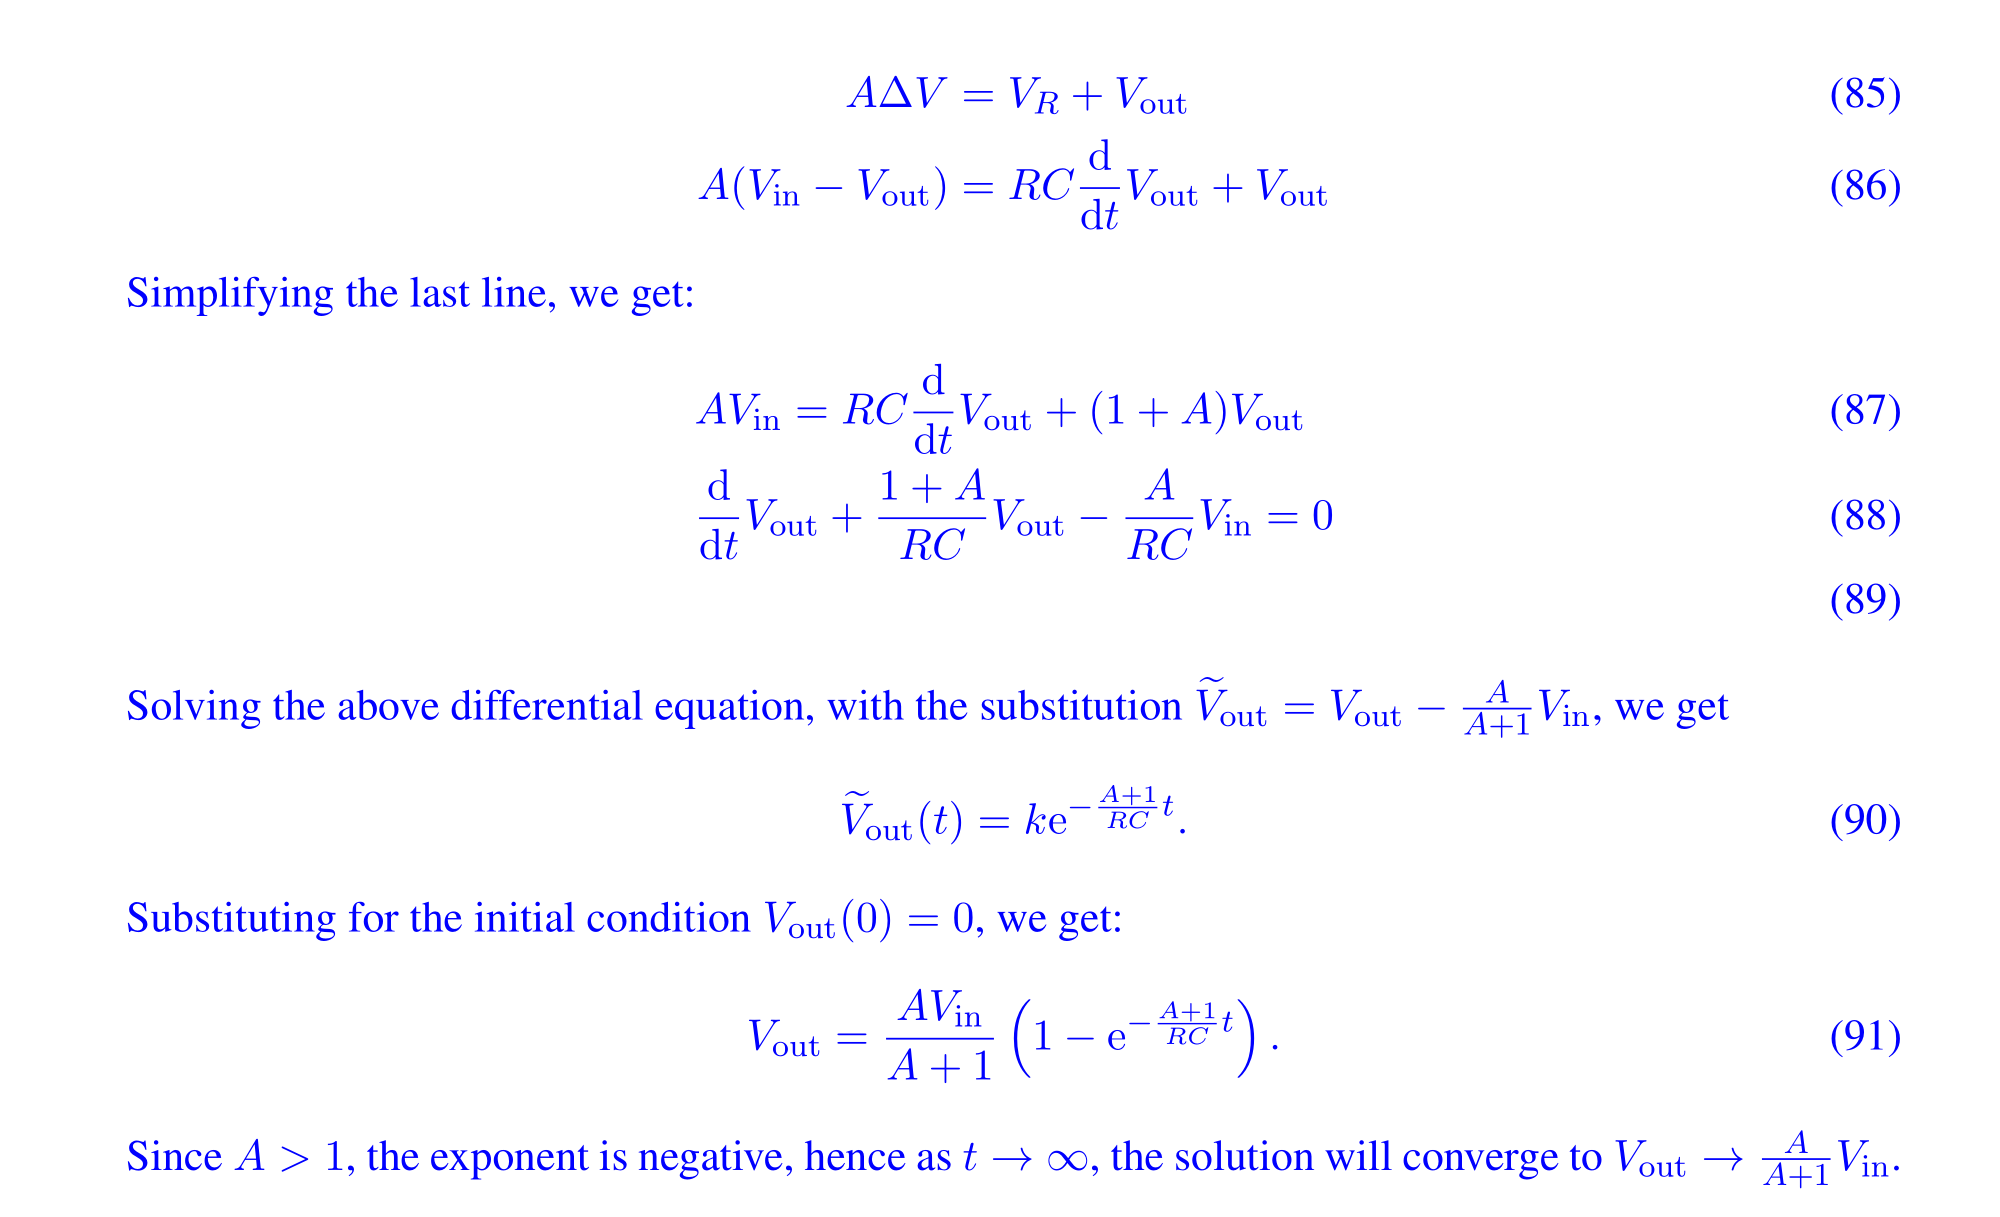 $A\Delta V = V_R + V_{\text{out}}$ (85)
$A(V_{\text{in}} - V_{\text{out}}) = RC\frac{\mathrm{d}}{\mathrm{d}t}V_{\text{out}} + V_{\text{out}}$ (86)
Simplifying the last line, we get:
$AV_{\text{in}} = RC\frac{\mathrm{d}}{\mathrm{d}t}V_{\text{out}} + (1 + A)V_{\text{out}}$ (87)
$\frac{\mathrm{d}}{\mathrm{d}t}V_{\text{out}} + \frac{1 + A}{RC}V_{\text{out}} - \frac{A}{RC}V_{\text{in}} = 0$ (88)
(89)
Solving the above differential equation, with the substitution $\widetilde{V}_{\text{out}} = V_{\text{out}} - \frac{A}{A+1}V_{\text{in}}$, we get
$\widetilde{V}_{\text{out}}(t) = k\mathrm{e}^{-\frac{A+1}{RC}t}.$ (90)
Substituting for the initial condition $V_{\text{out}}(0) = 0$, we get:
$V_{\text{out}} = \frac{AV_{\text{in}}}{A + 1}\left(1 - \mathrm{e}^{-\frac{A+1}{RC}t}\right).$ (91)
Since $A > 1$, the exponent is negative, hence as $t \to \infty$, the solution will converge to $V_{\text{out}} \to \frac{A}{A+1}V_{\text{in}}$.